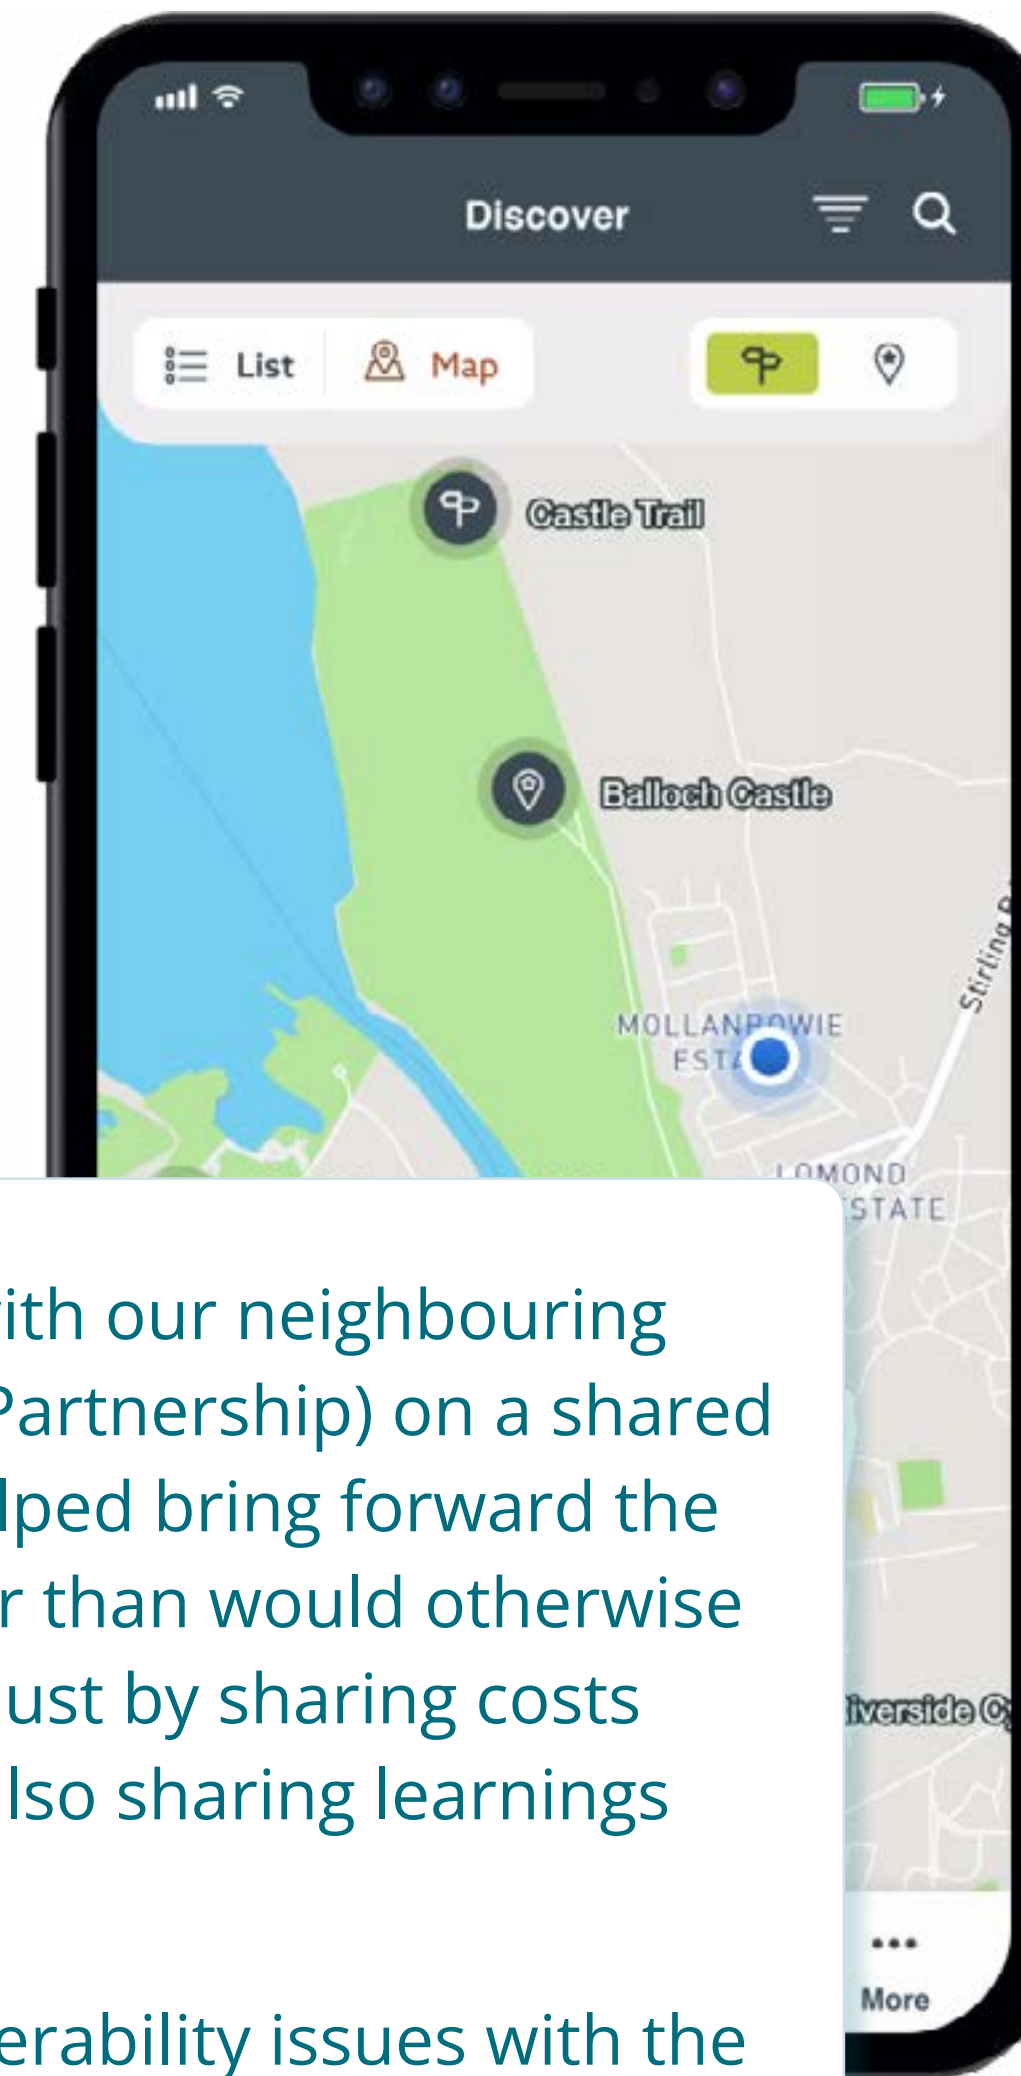 Discover
List
Map
Castle Trail
Balloch Castle
MOLLANBOWIE
LOMOND
Stirling
ith our neighbouring
Partnership) on a shared
lped bring forward the
r than would otherwise
ust by sharing costs
lso sharing learnings
erability issues with the
More